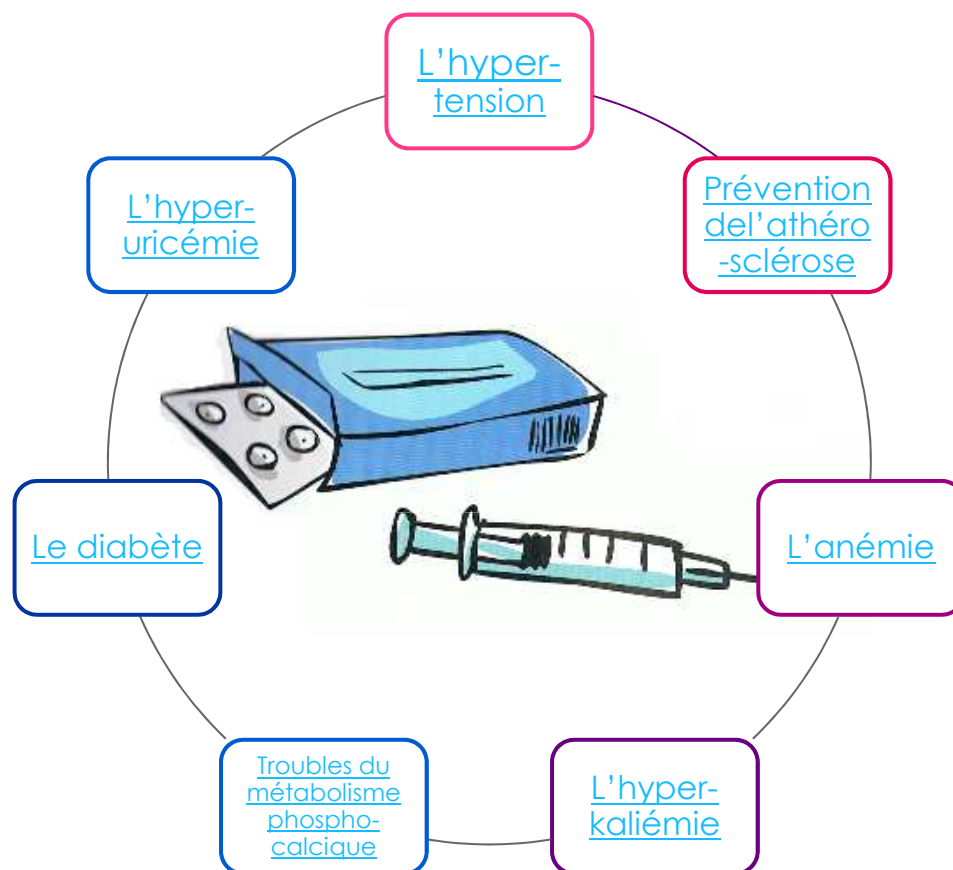 L'hyper-
tension
Prévention
del'athéro
-sclérose
L'anémie
L'hyper-
kaliémie
Troubles du
métabolisme
phospho-
calcique
Le diabète
L'hyper-
uricémie